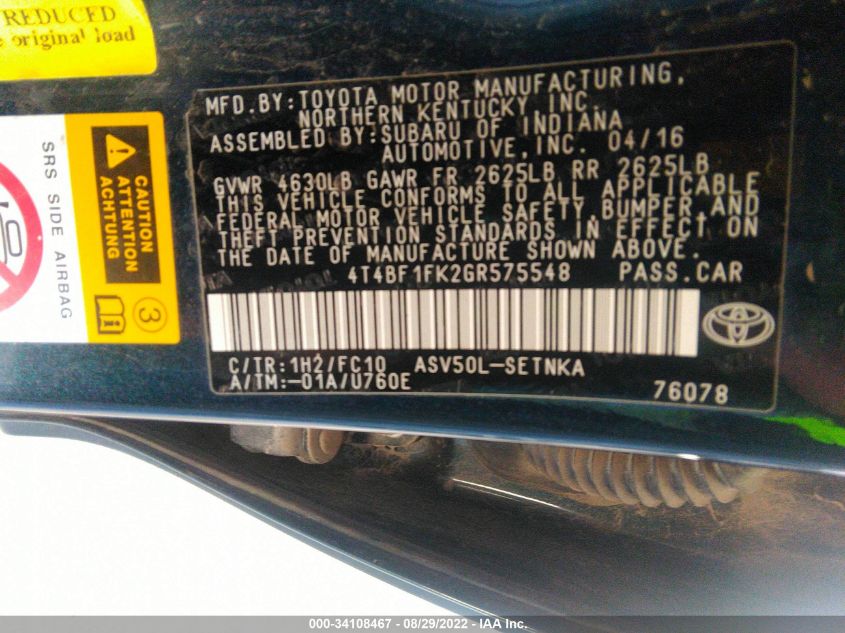 REDUCED
original load
SRS SIDE AIRBAG
CAUTION
ATTENTION
ACHTUNG
3
MFD.BY:TOYOTA MOTOR MANUFACTURING,
NORTHERN KENTUCKY INC.
ASSEMBLED BY:SUBARU OF INDIANA
AUTOMOTIVE,INC. 04/16
GVWR 4630LB GAWR FR 2625LB RR 2625LB
THIS VEHICLE CONFORMS TO ALL APPLICABLE
FEDERAL MOTOR VEHICLE SAFETY,BUMPER,AND
THEFT PREVENTION STANDARDS IN EFFECT ON
THE DATE OF MANUFACTURE SHOWN ABOVE.
4T4BF1FK2GR575548 PASS.CAR
C/TR:1H2/FC10 ASV50L-SETNKA
A/TM:-01A/U760E
76078
000-34108467 - 08/29/2022 - IAA Inc.